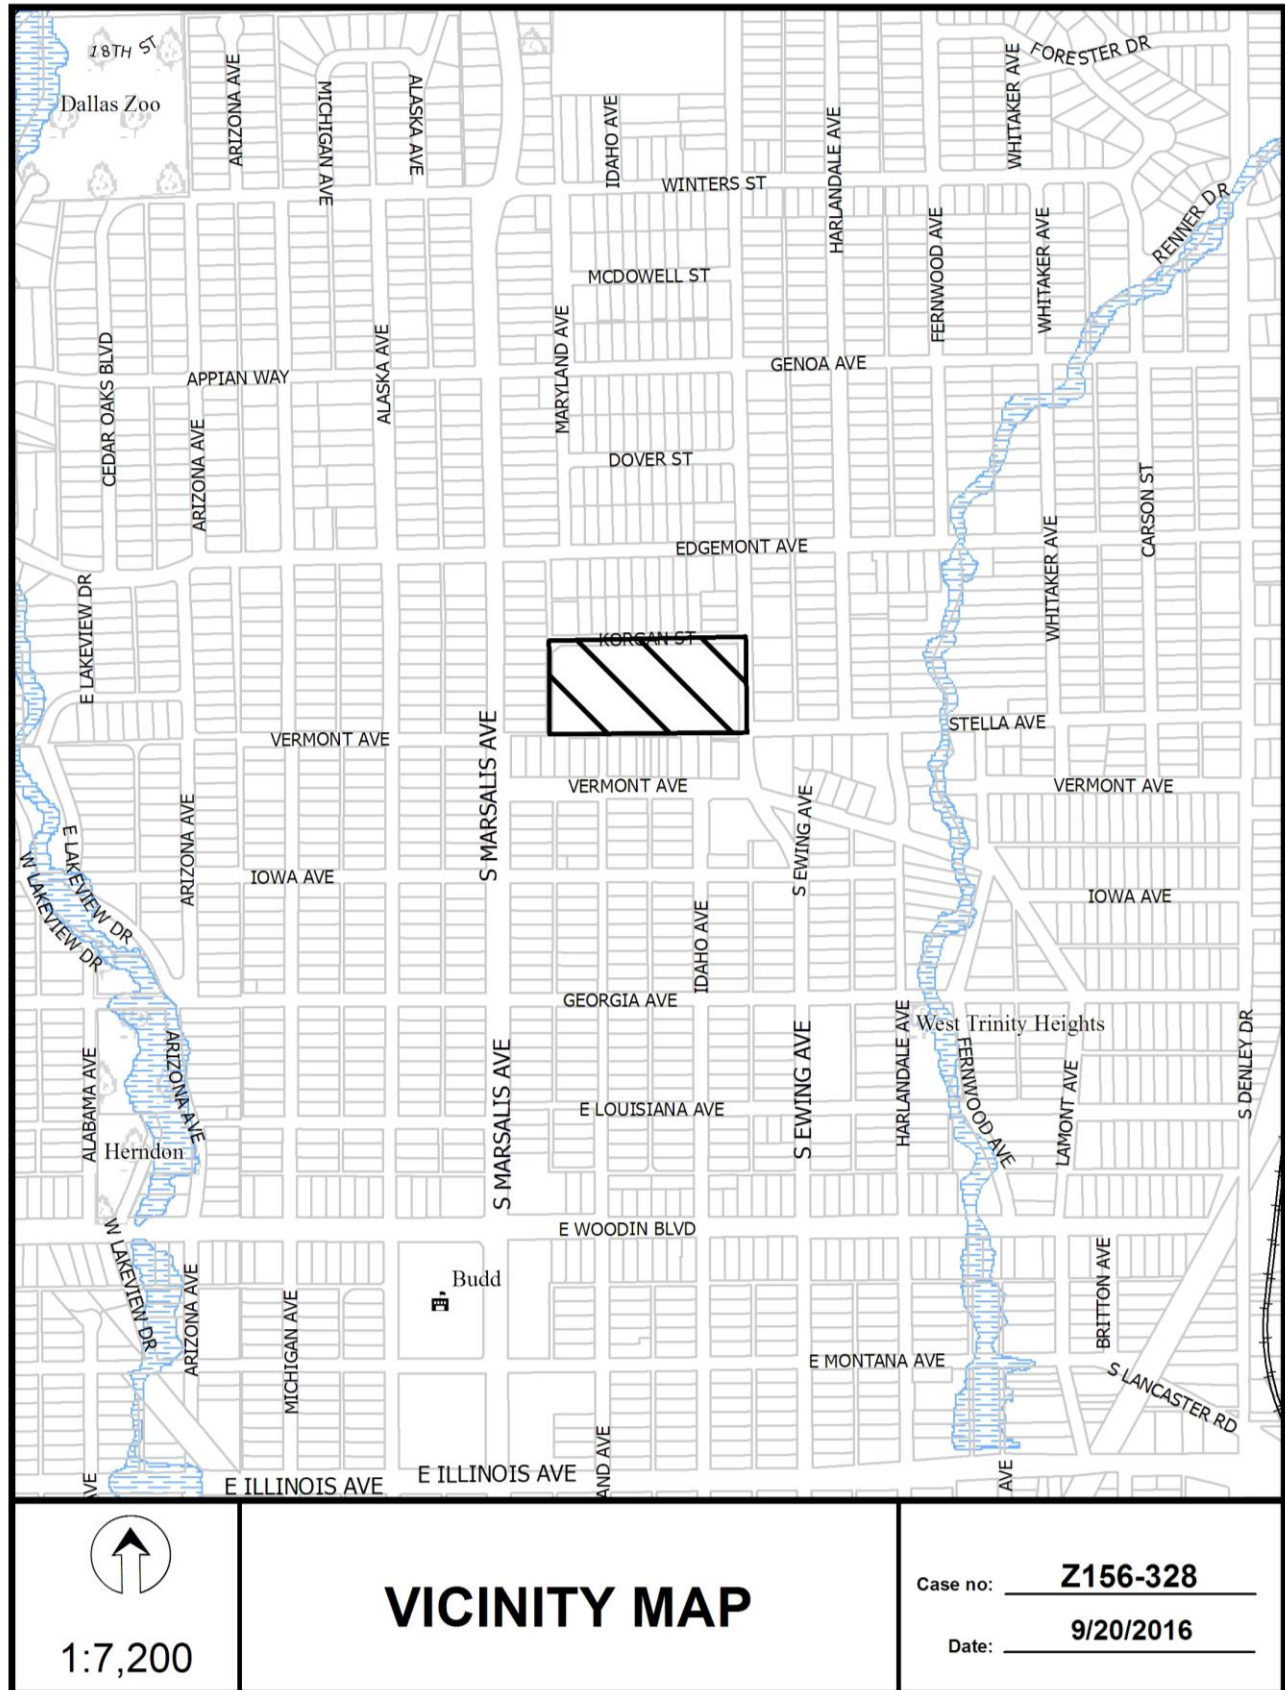 18TH ST
FORESTER DR
Dallas Zoo
ARIZONA AVE
MICHIGAN AVE
ALASKA AVE
IDAHO AVE
HARLANDALE AVE
WHITAKER AVE
WINTERS ST
RENNER DR
FERNWOOD AVE
WHITAKER AVE
MCDOWELL ST
MARYLAND AVE
CEDAR OAKS BLVD
ALASKA AVE
GENOA AVE
APPIAN WAY
ARIZONA AVE
DOVER ST
CARSON ST
EDGEMONT AVE
WHITAKER AVE
E LAKEVIEW DR
KORGAN ST
STELLA AVE
VERMONT AVE
S MARSALIS AVE
VERMONT AVE
VERMONT AVE
ARIZONA AVE
S EWING AVE
E LAKEVIEW DR
W LAKEVIEW DR
IOWA AVE
IOWA AVE
IDAHO AVE
GEORGIA AVE
HARLANDALE AVE
West Trinity Heights
S DENLEY DR
ARIZONA AVE
ALABAMA AVE
S MARSALIS AVE
S EWING AVE
FERNWOOD AVE
LAMONT AVE
E LOUISIANA AVE
Herndon
E WOODIN BLVD
W LAKEVIEW DR
ARIZONA AVE
Budd
BRITTON AVE
MICHIGAN AVE
E MONTANA AVE
S LANCASTER RD
AND AVE
E ILLINOIS AVE
E ILLINOIS AVE
AVE
AVE
1:7,200
VICINITY MAP
Case no: Z156-328
Date: 9/20/2016